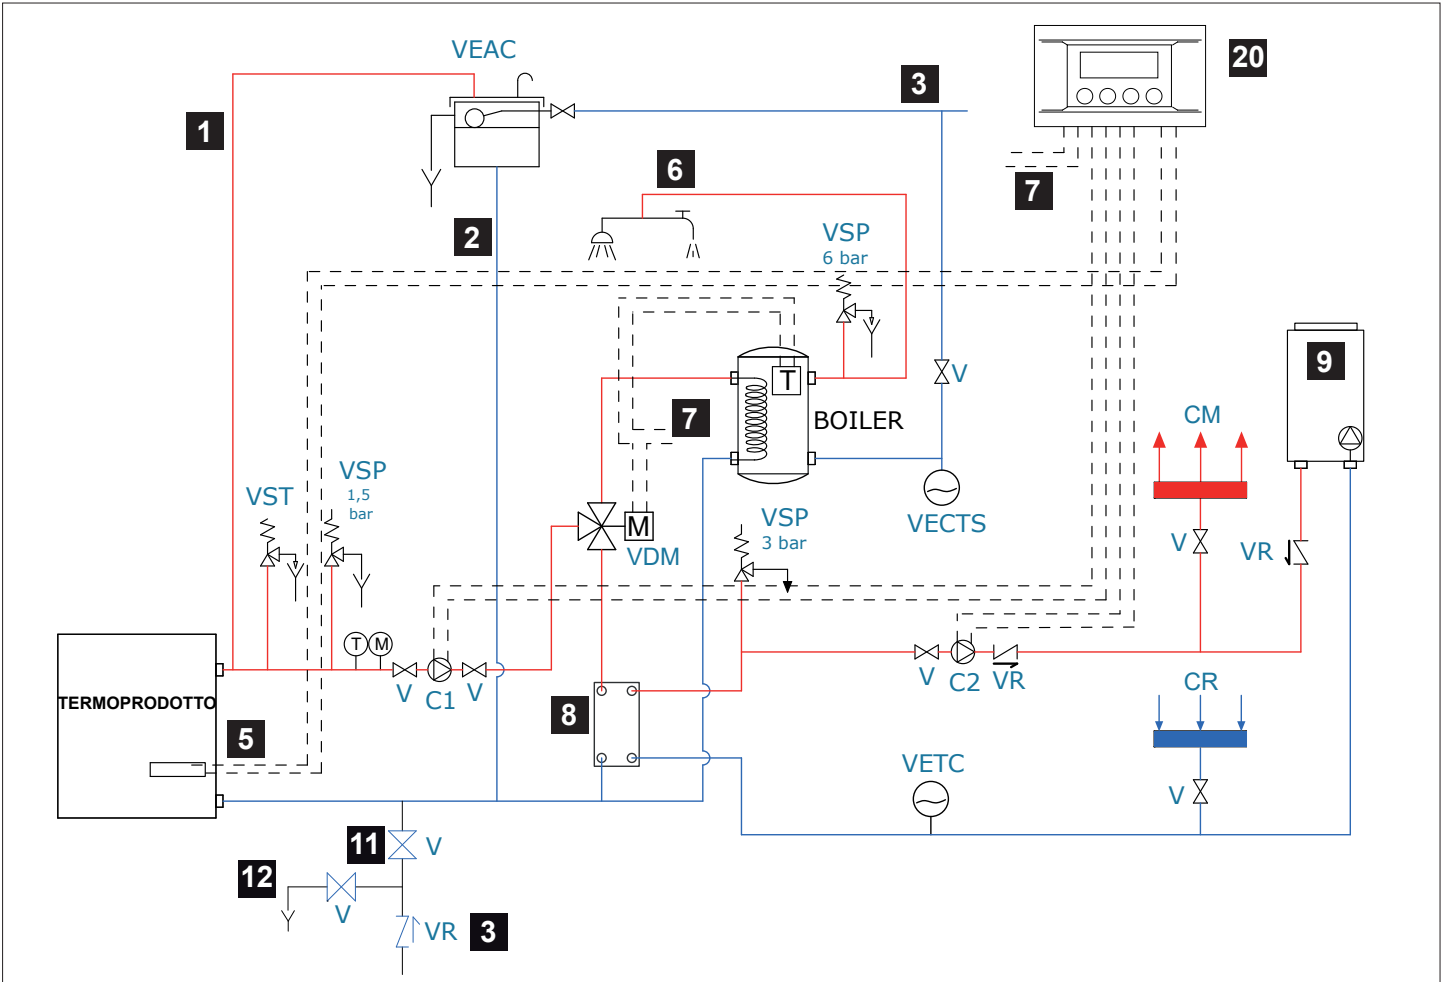 VEAC
20
3
1
6
7
2
VSP
6 bar
9
V
T
CM
7
BOILER
VSP
1,5
bar
VST
VSP
3 bar
VECTS
M
VDM
V
VR
T
M
V
C1
V
V
C2
VR
TERMOPRODOTTO
CR
8
5
VETC
V
11
V
12
V
VR
3